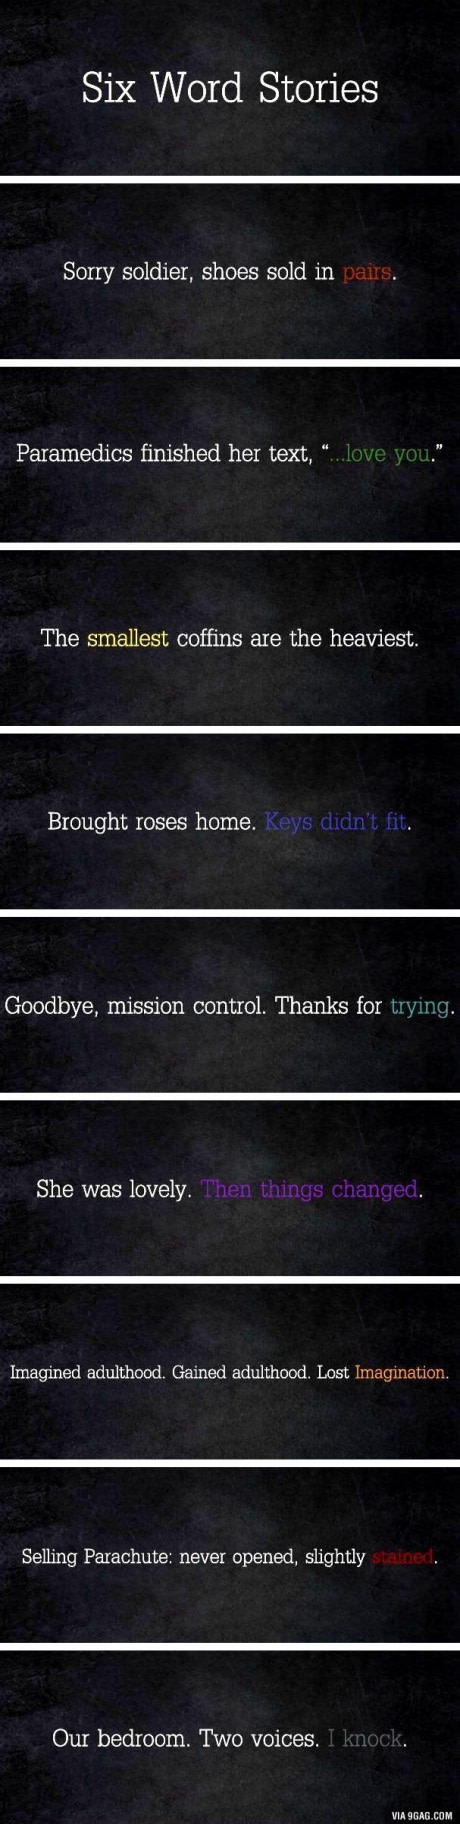 Six Word Stories
Sorry soldier, shoes sold in pairs.
Paramedics finished her text, “...love you.”
The smallest coffins are the heaviest.
Brought roses home. Keys didn't fit.
Goodbye, mission control. Thanks for trying.
She was lovely. Then things changed.
Imagined adulthood. Gained adulthood. Lost Imagination.
Selling Parachute: never opened, slightly stained.
Our bedroom. Two voices. I knock.
VIA 9GAG.COM